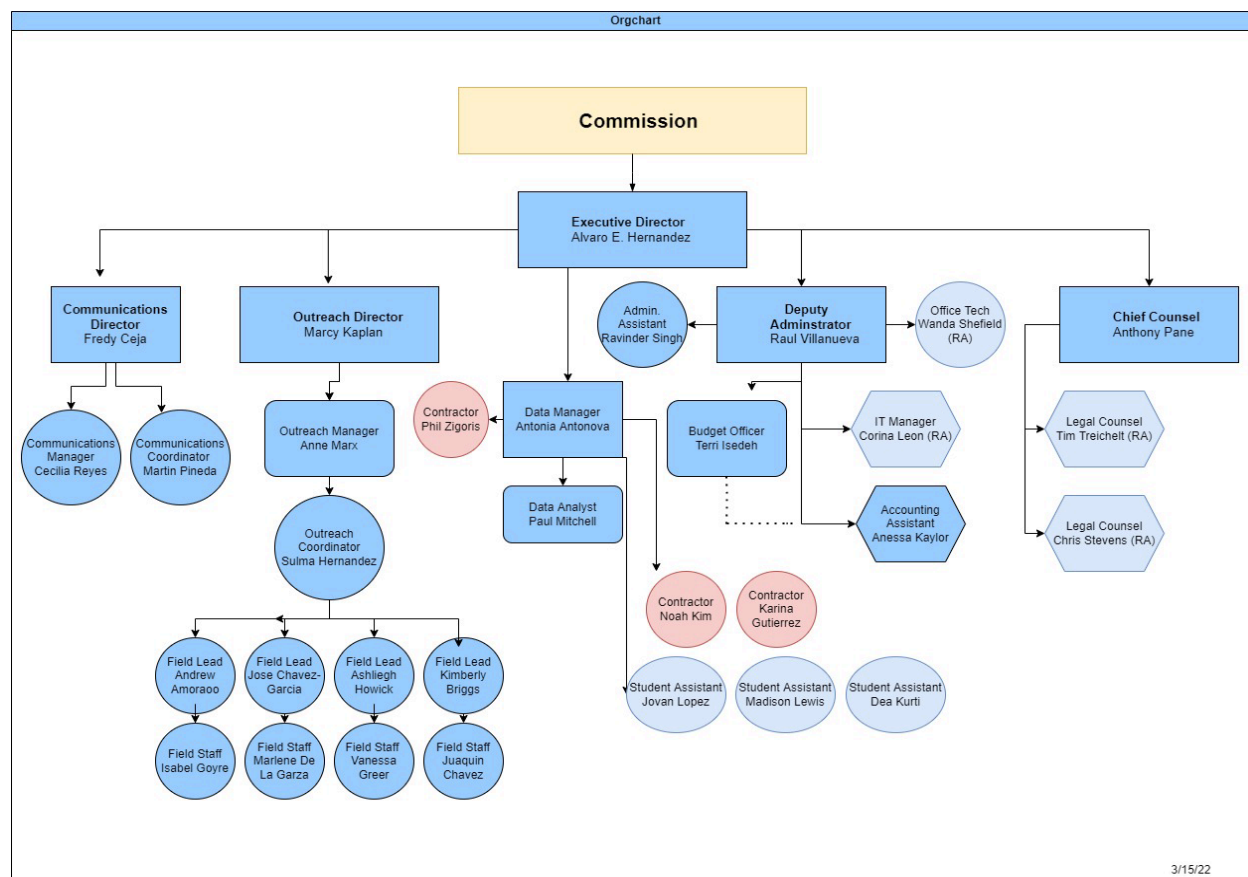 Orgchart
Commission
Executive Director
Alvaro E. Hernandez
Communications
Director
Fredy Ceja
Outreach Director
Marcy Kaplan
Admin.
Assistant
Ravinder Singh
Deputy
Adminstrator
Raul Villanueva
Office Tech
Wanda Shefield
(RA)
Chief Counsel
Anthony Pane
Communications
Manager
Cecilia Reyes
Communications
Coordinator
Martin Pineda
Outreach Manager
Anne Marx
Contractor
Phil Zigoris
Data Manager
Antonia Antonova
Budget Officer
Terri Isedeh
IT Manager
Corina Leon (RA)
Legal Counsel
Tim Treichelt (RA)
Data Analyst
Paul Mitchell
Accounting
Assistant
Anessa Kaylor
Legal Counsel
Chris Stevens (RA)
Outreach
Coordinator
Sulma Hernandez
Contractor
Noah Kim
Contractor
Karina
Gutierrez
Field Lead
Andrew
Amoraoo
Field Lead
Jose Chavez-
Garcia
Field Lead
Ashliegh
Howick
Field Lead
Kimberly
Briggs
Student Assistant
Jovan Lopez
Student Assistant
Madison Lewis
Student Assistant
Dea Kurti
Field Staff
Isabel Goyre
Field Staff
Marlene De
La Garza
Field Staff
Vanessa
Greer
Field Staff
Juaquin
Chavez
3/15/22